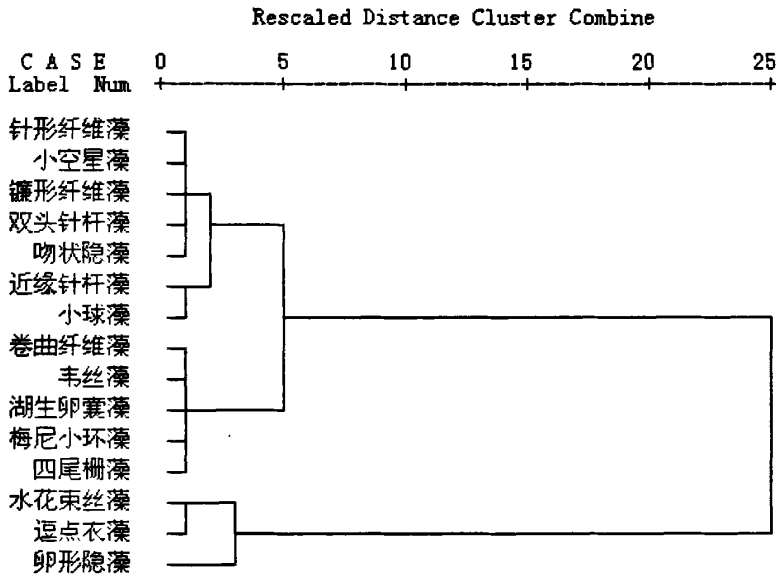 Rescaled Distance Cluster Combine
C A S E 0 5 10 15 20 25
Label Num
针形纤维藻
小空星藻
镰形纤维藻
双头针杆藻
吻状隐藻
近缘针杆藻
小球藻
卷曲纤维藻
韦丝藻
湖生卵囊藻
梅尼小环藻
四尾栅藻
水花束丝藻
逗点衣藻
卵形隐藻